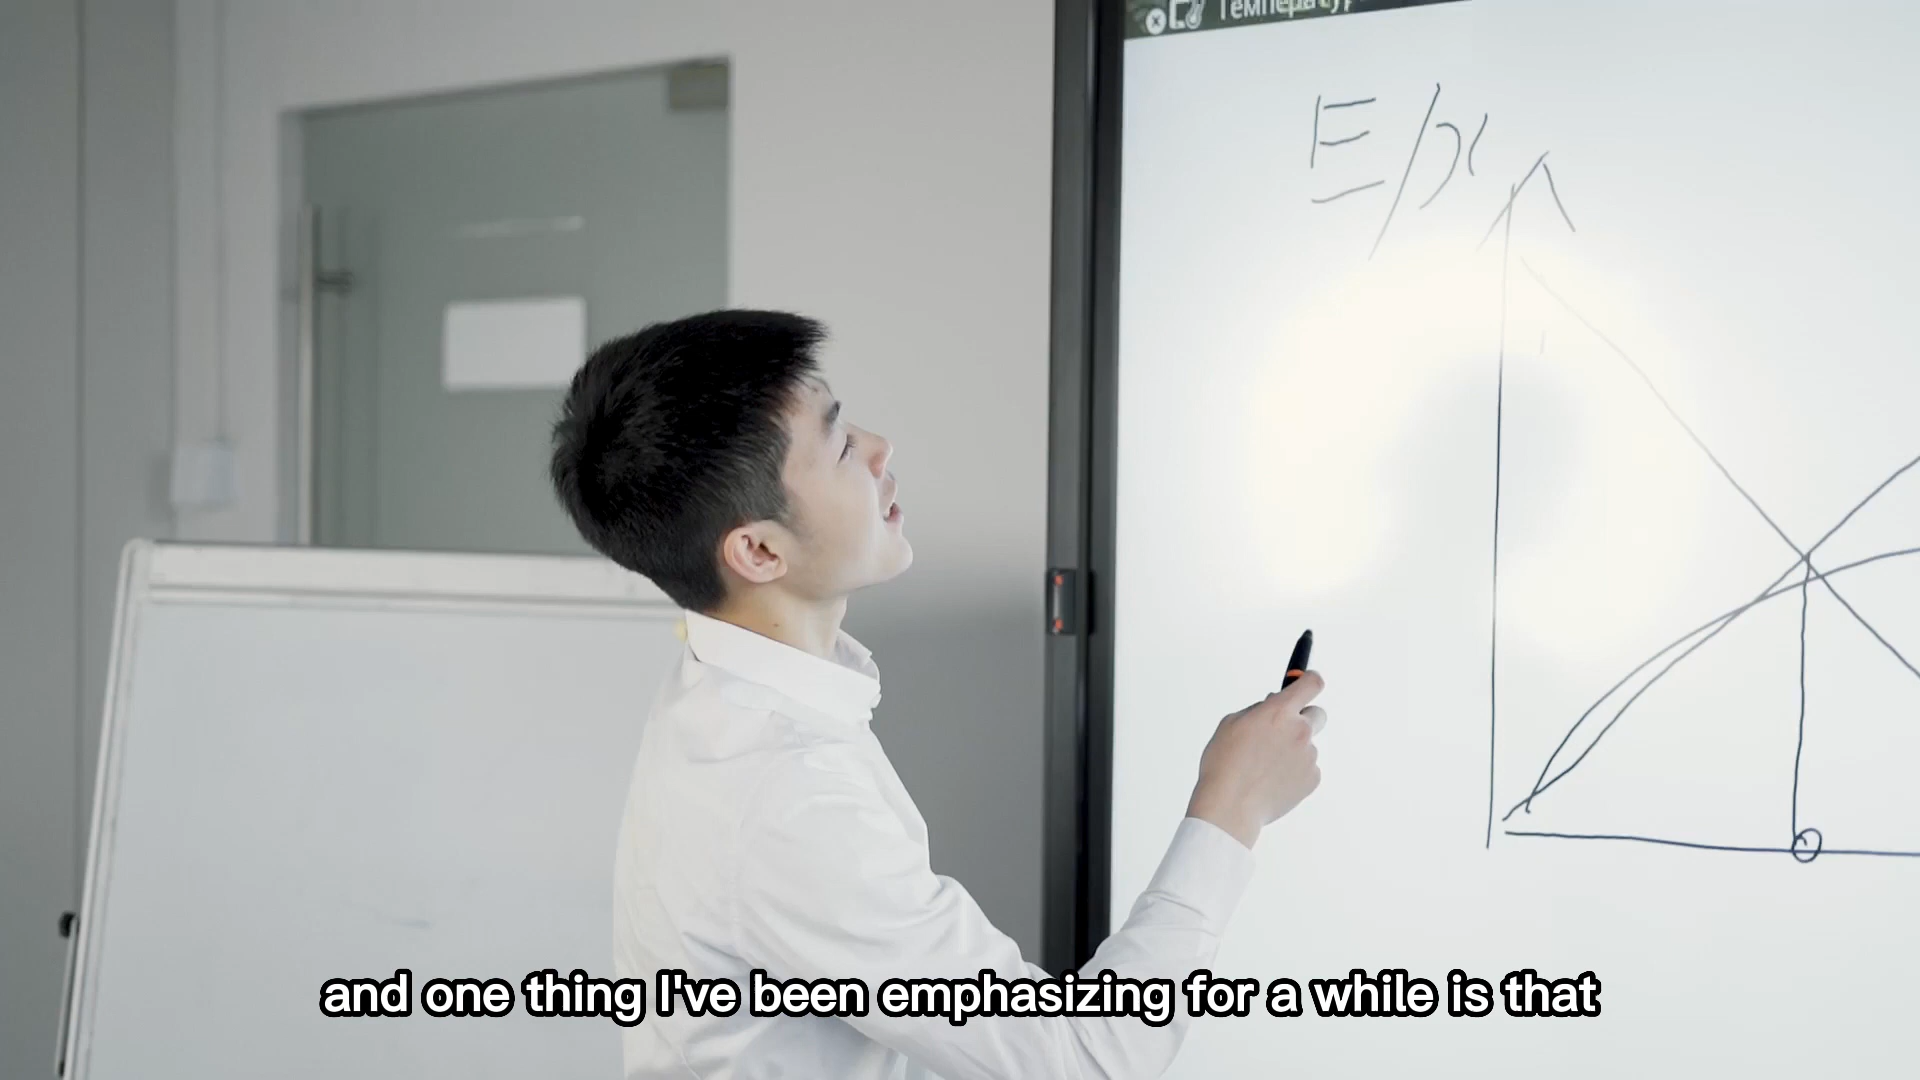 Температур
E/x
and one thing I've been emphasizing for a while is that